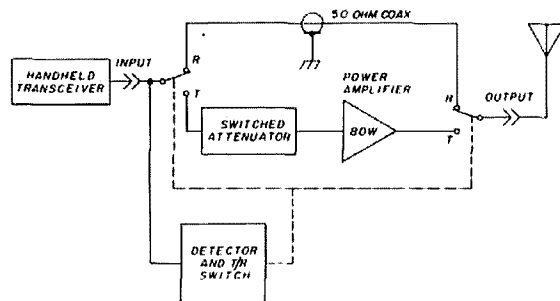 50 OHM COAX
INPUT
R
HANDHELD
TRANSCEIVER
T
POWER
AMPLIFIER
R
OUTPUT
SWITCHED
ATTENUATOR
80W
T
DETECTOR
AND T/R
SWITCH